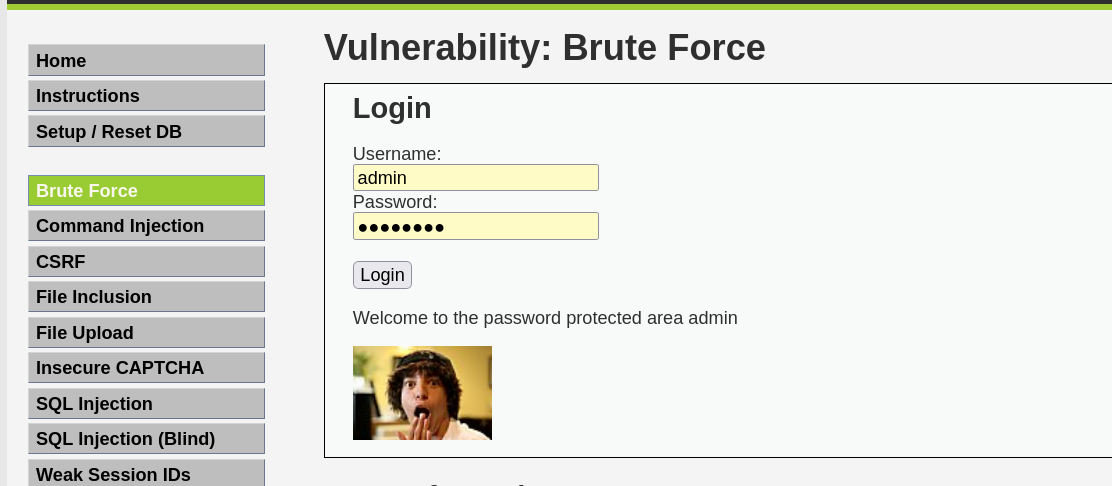 Vulnerability: Brute Force
Home
Instructions
Setup / Reset DB
Brute Force
Command Injection
CSRF
File Inclusion
File Upload
Insecure CAPTCHA
SQL Injection
SQL Injection (Blind)
Weak Session IDs
Login
Username:
admin
Password:
●●●●●●●●
Login
Welcome to the password protected area admin